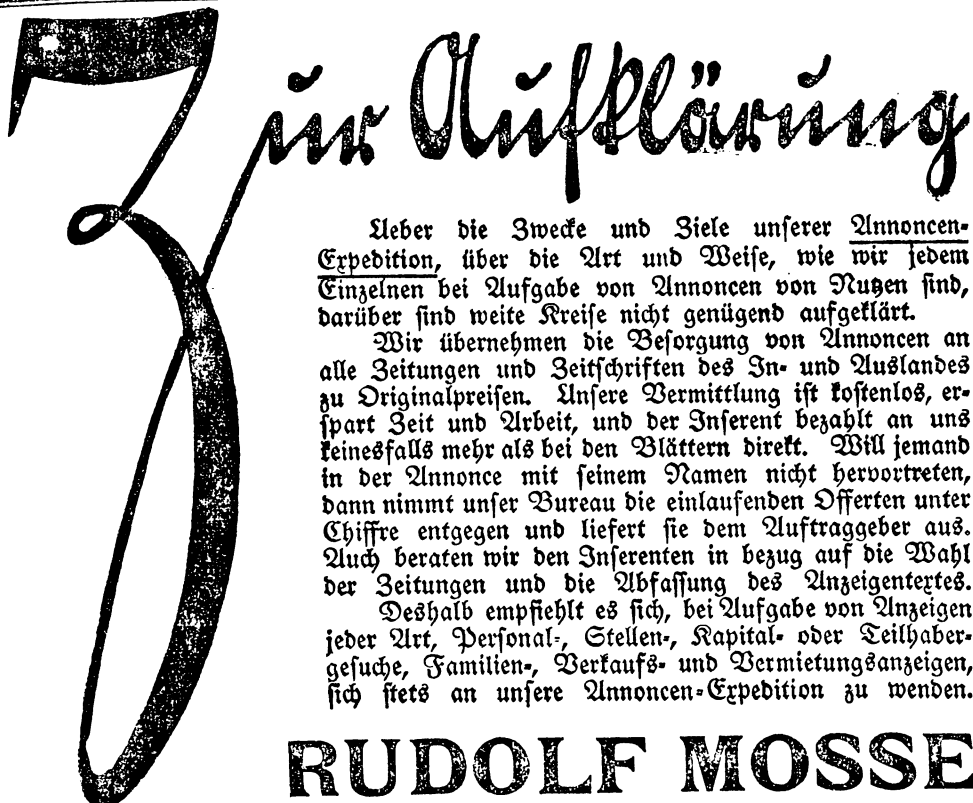 Zur Aufklärung
Ueber die Zwecke und Ziele unserer Annoncen-
Expedition, über die Art und Weise, wie wir jedem
Einzelnen bei Aufgabe von Annoncen von Nutzen sind,
darüber sind weite Kreise nicht genügend aufgeklärt.
Wir übernehmen die Besorgung von Annoncen an
alle Zeitungen und Zeitschriften des In- und Auslandes
zu Originalpreisen. Unsere Vermittlung ist kostenlos, er-
spart Zeit und Arbeit, und der Inserent bezahlt an uns
keinesfalls mehr als bei den Blättern direkt. Will jemand
in der Annonce mit seinem Namen nicht hervortreten,
dann nimmt unser Bureau die einlaufenden Offerten unter
Chiffre entgegen und liefert sie dem Auftraggeber aus.
Auch beraten wir den Inserenten in bezug auf die Wahl
der Zeitungen und die Abfassung des Anzeigentextes.
Deshalb empfiehlt es sich, bei Aufgabe von Anzeigen
jeder Art, Personal-, Stellen-, Kapital- oder Teilhaber-
gesuche, Familien-, Verkaufs- und Vermietungsanzeigen,
sich stets an unsere Annoncen-Expedition zu wenden.
RUDOLF MOSSE